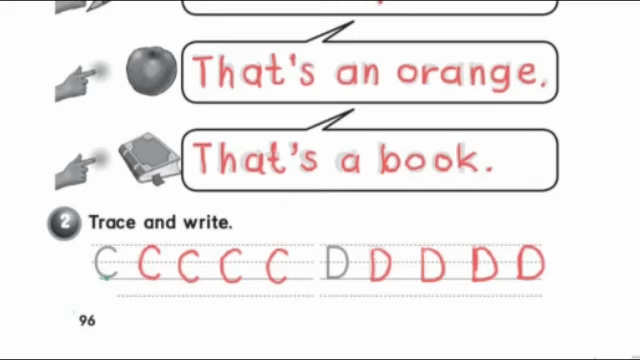 That's an orange.
That's a book.
2 Trace and write.
C C C C C D D D D D
96